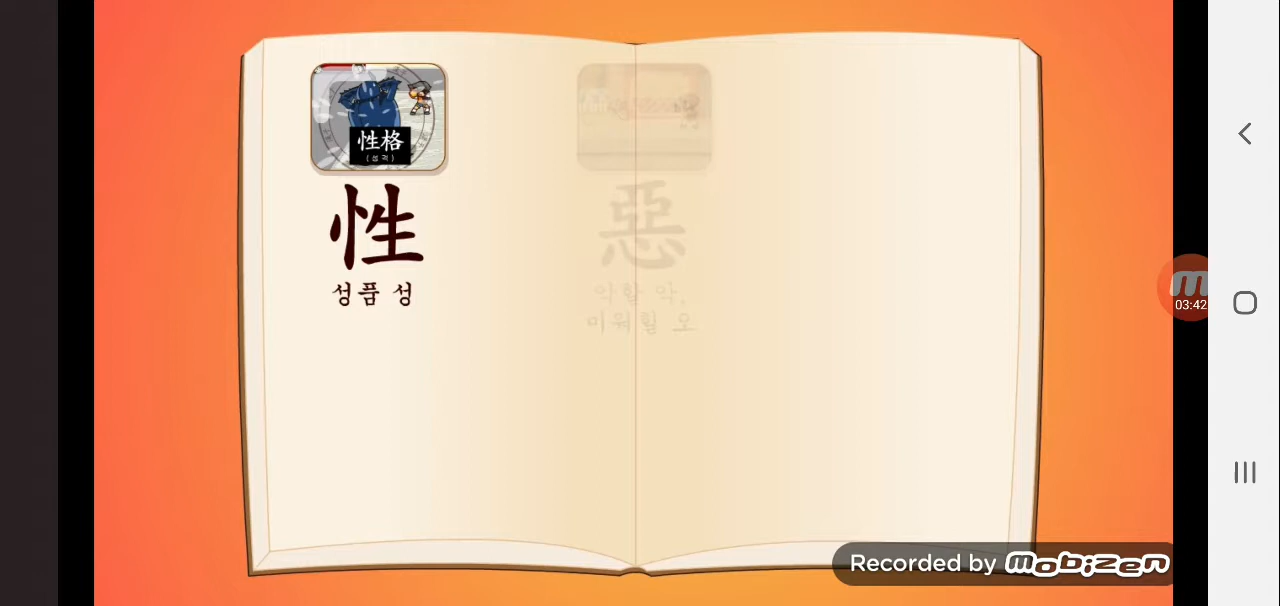 性格
(성격)
性
성품 성
惡
악할 악,
미워할 오
03:42
Recorded by mobizen